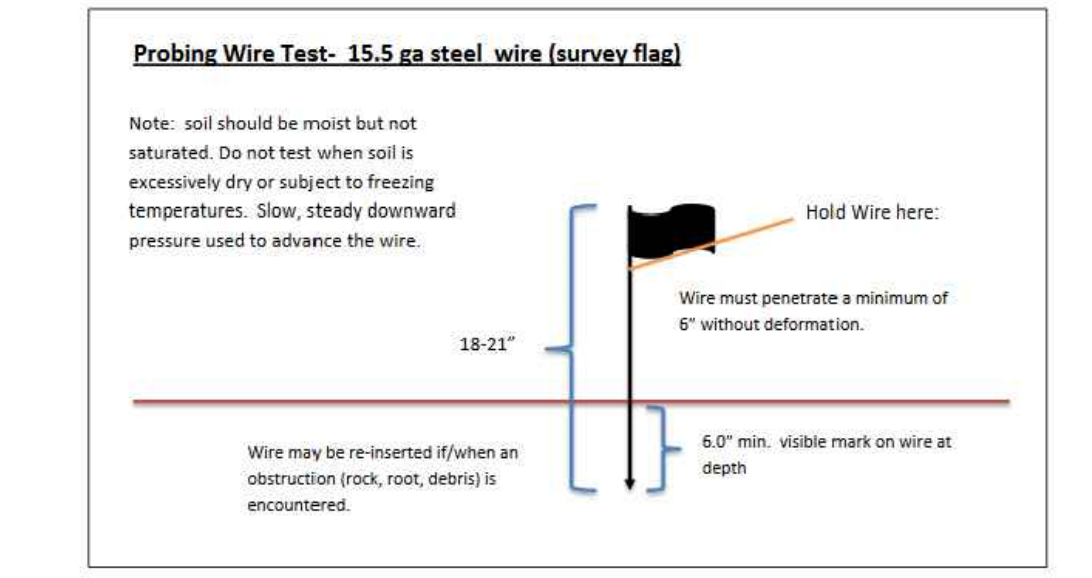 Probing Wire Test- 15.5 ga steel wire (survey flag)
Note: soil should be moist but not
saturated. Do not test when soil is
excessively dry or subject to freezing
temperatures. Slow, steady downward
pressure used to advance the wire.
Hold Wire here:
Wire must penetrate a minimum of
6" without deformation.
18-21"
Wire may be re-inserted if/when an
obstruction (rock, root, debris) is
encountered.
6.0" min. visible mark on wire at
depth